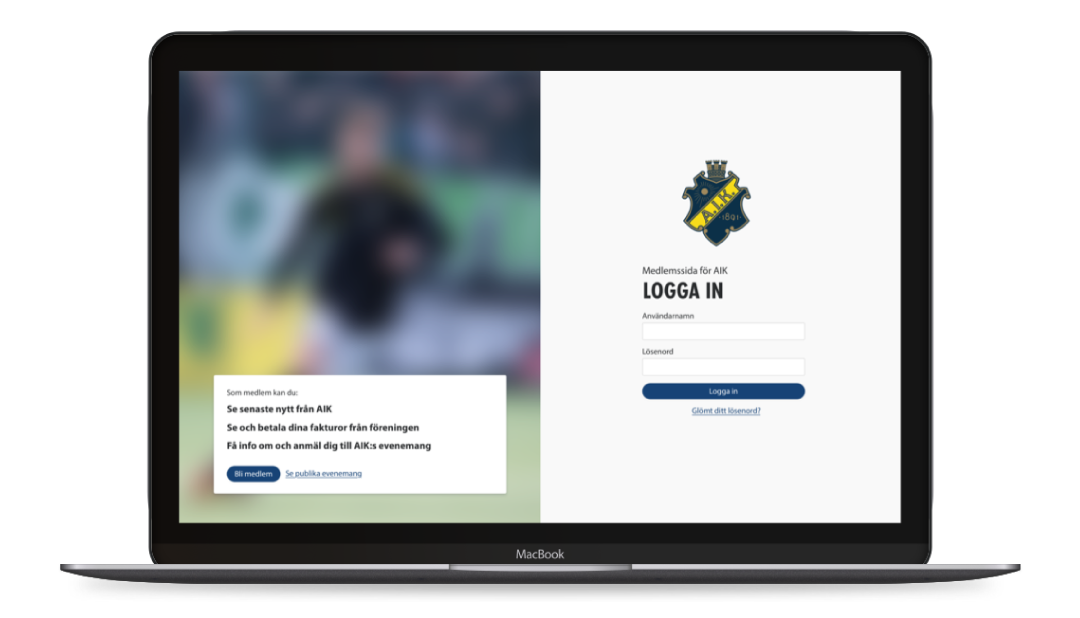 Som medlem kan du:
Se senaste nytt från AIK
Se och betala dina fakturor från föreningen
Få info om och anmäl dig till AIK:s evenemang
Bli medlem Se publika evenemang
A.I.K.
1891
Medlemssida för AIK
LOGGA IN
Användarnamn
Lösenord
Logga in
Glömt ditt lösenord?
MacBook